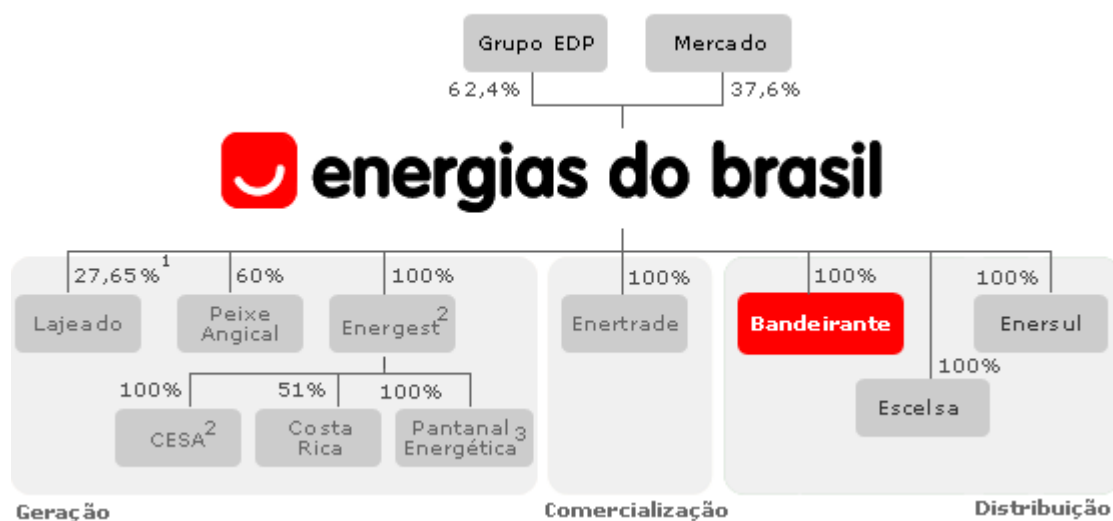 Grupo EDP
Mercado
62,4%
37,6%
energias do brasil
27,65%¹
60%
100%
100%
100%
100%
Lajeado
Peixe
Angical
Energest²
Enertrade
Bandeirante
Enersul
100%
51%
100%
100%
CESA²
Costa
Rica
Pantanal
Energética³
Escelsa
Geração
Comercialização
Distribuição